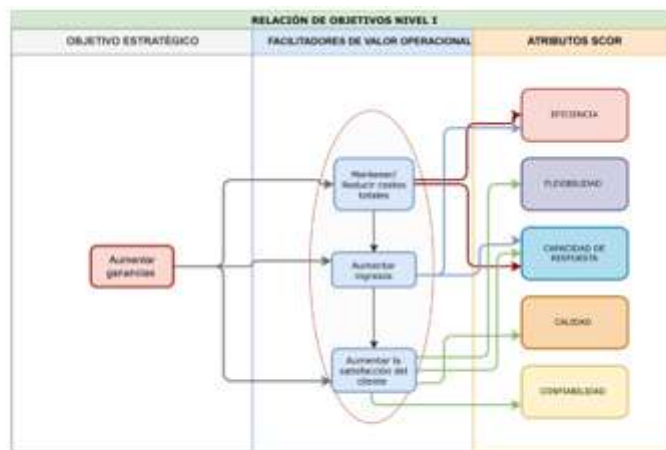 RELACIÓN DE OBJETIVOS NIVEL I
OBJETIVO ESTRATÉGICO
FACILITADORES DE VALOR OPERACIONAL
ATRIBUTOS SCOR
EFICIENCIA
Mantener/
Reducir costos
totales
FLEXIBILIDAD
Aumentar
ganancias
Aumentar
ingresos
CAPACIDAD DE
RESPUESTA
CALIDAD
Aumentar la
satisfacción del
cliente
CONFIABILIDAD